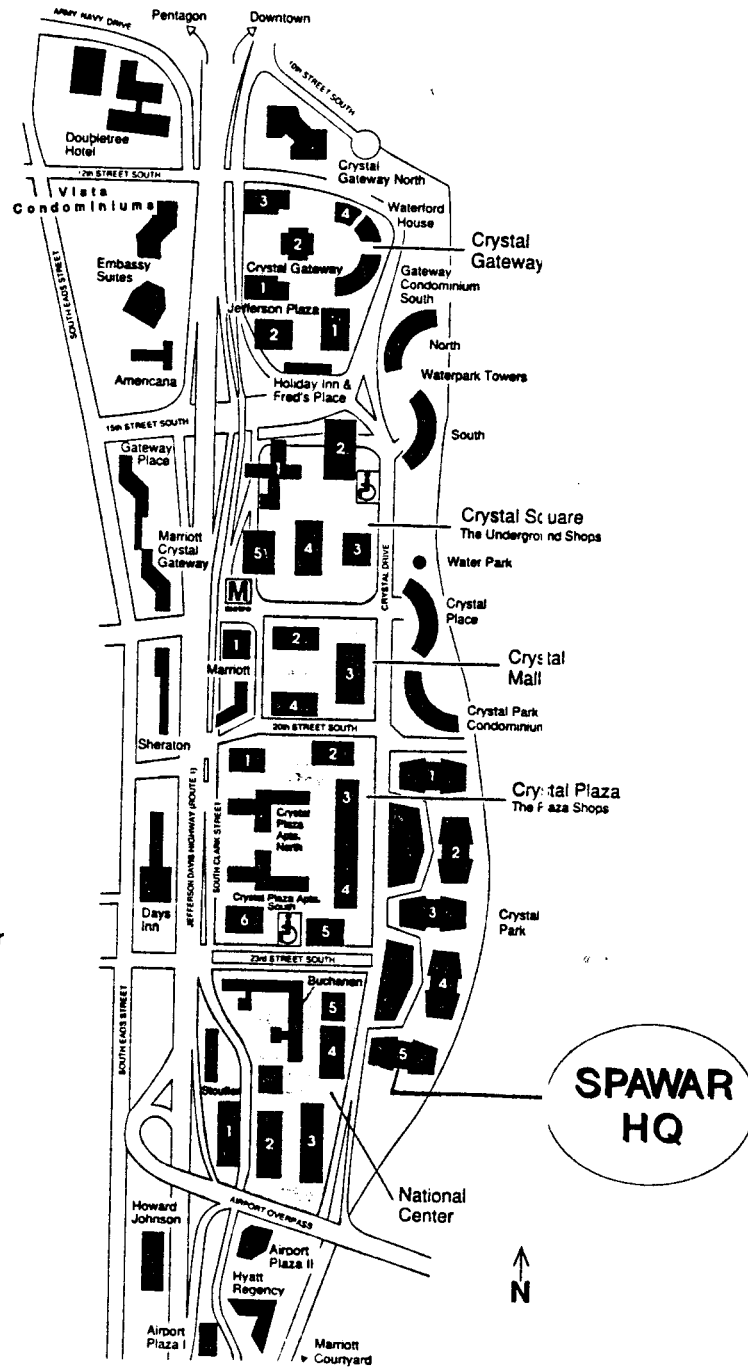 Pentagon
Downtown
ARMY NAVY DRIVE
10th STREET SOUTH
Doubletree
Hotel
Crystal
Gateway North
12th STREET SOUTH
Vista
Condominiums
3
4
Waterford
House
2
Crystal
Gateway
Embassy
Suites
Crystal Gateway
Gateway
Condominium
South
SOUTH EADS STREET
1
Jefferson Plaza
2
1
North
Americana
Holiday Inn &
Fred's Place
Waterpark Towers
15th STREET SOUTH
2
South
Gateway
Place
1
Crystal Square
The Underground Shops
Marriott
Crystal
Gateway
5
4
3
CRYSTAL DRIVE
Water Park
M
metro
Crystal
Place
1
2
3
Crystal
Mall
Marriott
4
Crystal Park
Condominium
20th STREET SOUTH
Sheraton
1
2
1
JEFFERSON DAVIS HIGHWAY (ROUTE 1)
SOUTH CLARK STREET
3
Crystal Plaza
The Plaza Shops
Crystal
Plaza
Apts.
North
2
4
3
Crystal
Park
Days
Inn
Crystal Plaza Apts.
South
6
5
23rd STREET SOUTH
4
Buchanen
5
SOUTH EADS STREET
4
5
SPAWAR
HQ
Stouffer
1
2
3
National
Center
AIRPORT OVERPASS
Howard
Johnson
Airport
Plaza II
N
Hyatt
Regency
Airport
Plaza I
Marriott
Courtyard